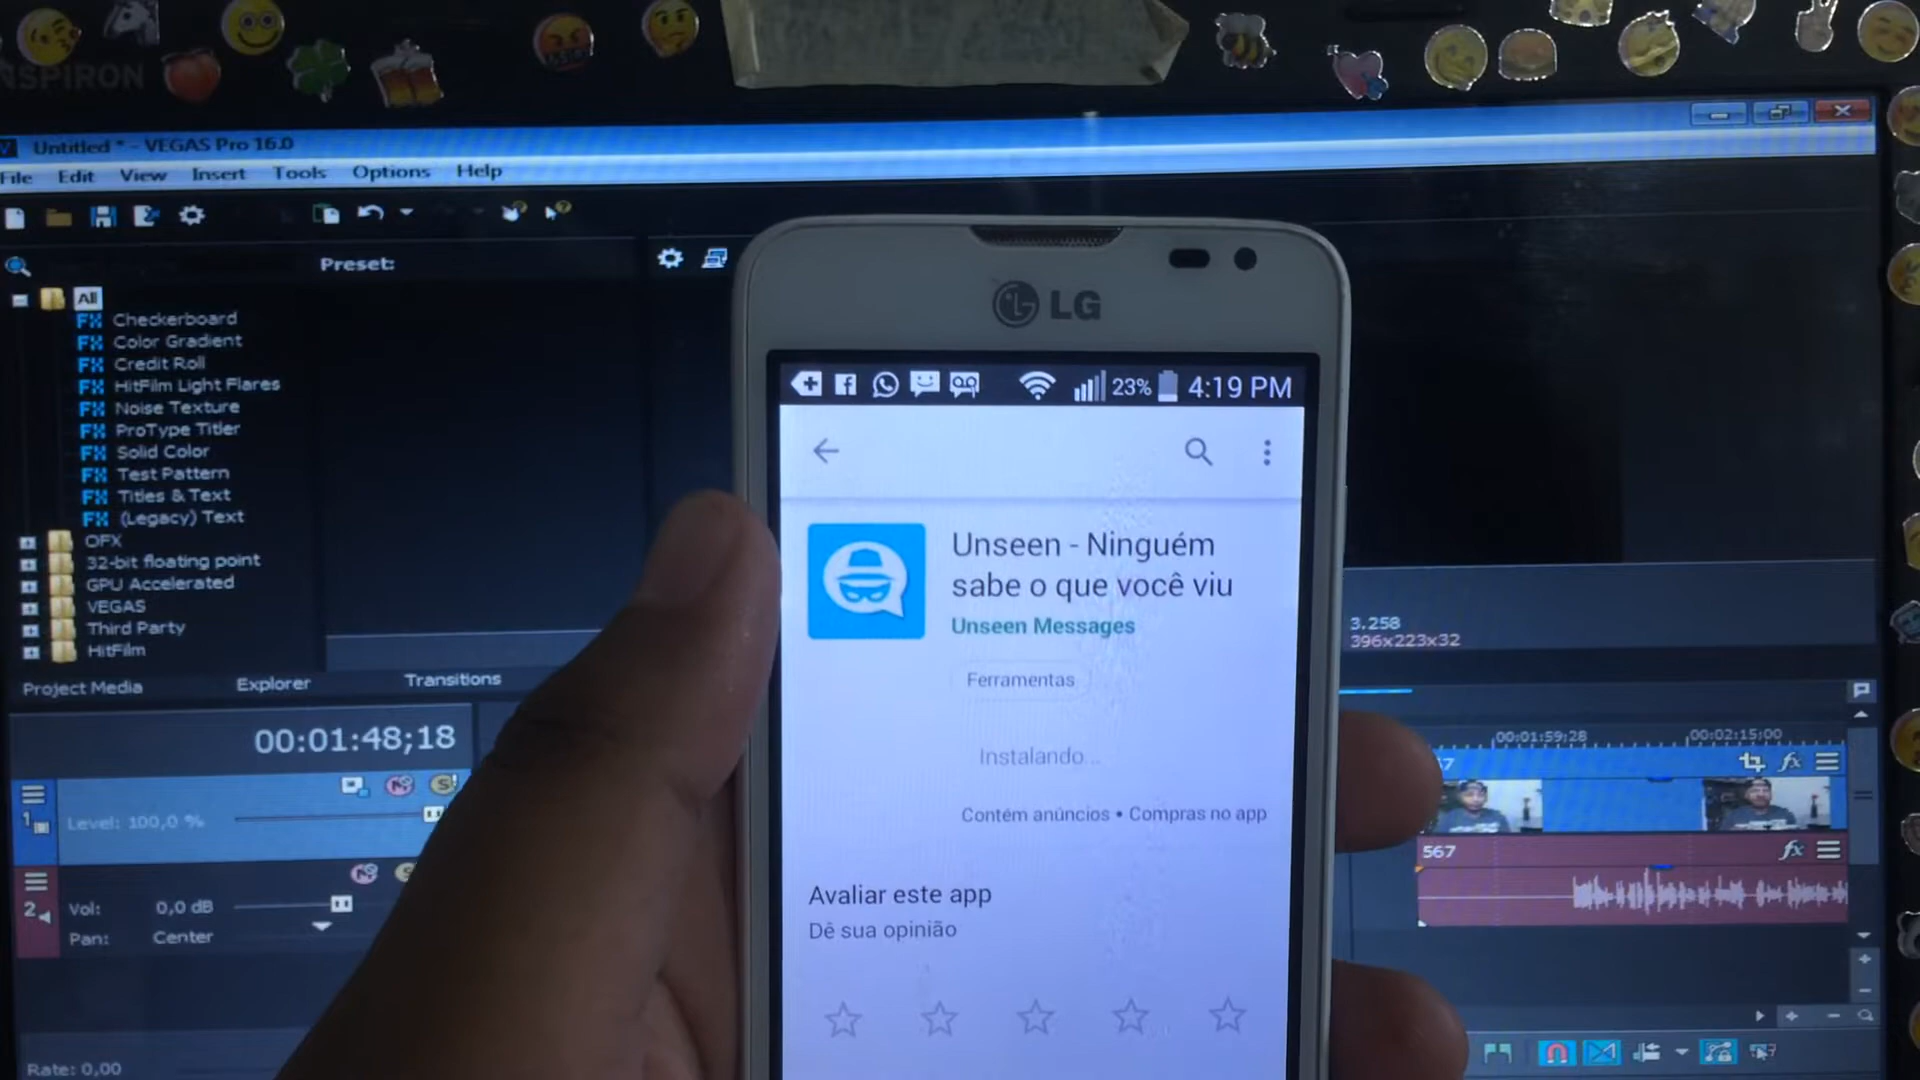 INSPIRON
Untitled * - VEGAS Pro 16.0
File Edit View Insert Tools Options Help
Preset:
All
FX Checkerboard
FX Color Gradient
FX Credit Roll
FX HitFilm Light Flares
FX Noise Texture
FX ProType Titler
FX Solid Color
FX Test Pattern
FX Titles & Text
FX (Legacy) Text
OFX
32-bit floating point
GPU Accelerated
VEGAS
Third Party
HitFilm
Project Media Explorer Transitions
00:01:48;18
1
Level: 100,0 %
2
Vol: 0,0 dB
Pan: Center
Rate: 0,00
LG
23% 4:19 PM
Unseen - Ninguém
sabe o que você viu
Unseen Messages
Ferramentas
Instalando...
Contém anúncios • Compras no app
Avaliar este app
Dê sua opinião
3.258
396x223x32
00:01:59;28 00:02:15;00
567